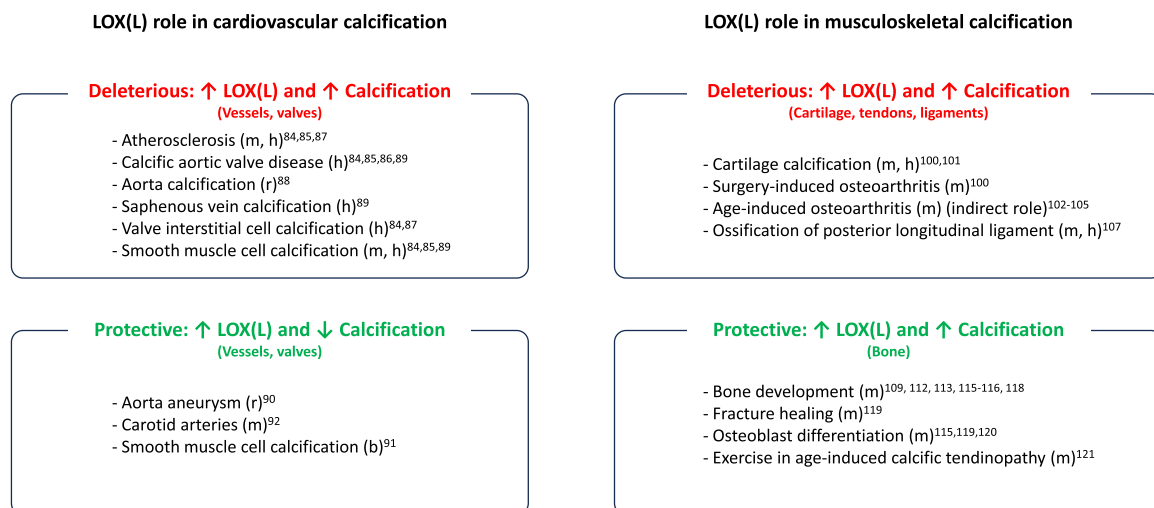 LOX(L) role in cardiovascular calcification
Deleterious: ↑ LOX(L) and ↑ Calcification
(Vessels, valves)
- Atherosclerosis (m, h)84,85,87
- Calcific aortic valve disease (h)84,85,86,89
- Aorta calcification (r)88
- Saphenous vein calcification (h)89
- Valve interstitial cell calcification (h)84,87
- Smooth muscle cell calcification (m, h)84,85,89
Protective: ↑ LOX(L) and ↓ Calcification
(Vessels, valves)
- Aorta aneurysm (r)90
- Carotid arteries (m)92
- Smooth muscle cell calcification (b)91
LOX(L) role in musculoskeletal calcification
Deleterious: ↑ LOX(L) and ↑ Calcification
(Cartilage, tendons, ligaments)
- Cartilage calcification (m, h)100,101
- Surgery-induced osteoarthritis (m)100
- Age-induced osteoarthritis (m) (indirect role)102-105
- Ossification of posterior longitudinal ligament (m, h)107
Protective: ↑ LOX(L) and ↑ Calcification
(Bone)
- Bone development (m)109, 112, 113, 115-116, 118
- Fracture healing (m)119
- Osteoblast differentiation (m)115,119,120
- Exercise in age-induced calcific tendinopathy (m)121